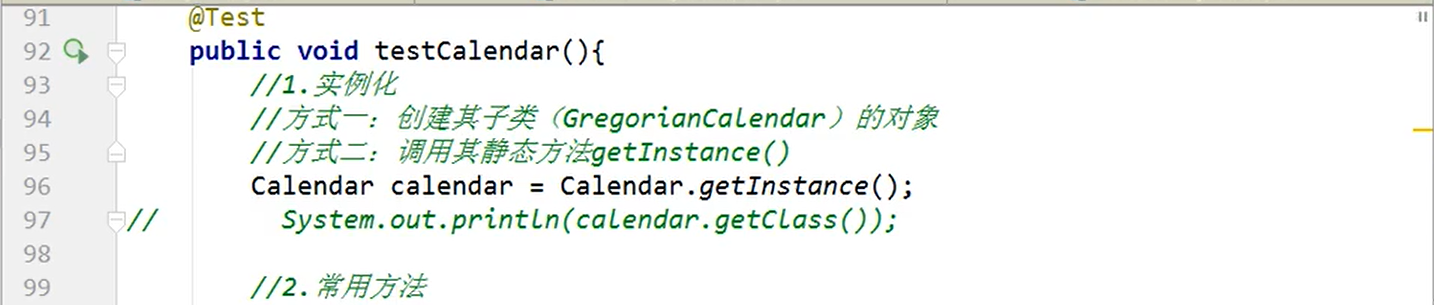 91 @Test
92 public void testCalendar(){
93 //1.实例化
94 //方式一：创建其子类（GregorianCalendar）的对象
95 //方式二：调用其静态方法getInstance()
96 Calendar calendar = Calendar.getInstance();
97 // System.out.println(calendar.getClass());
98
99 //2.常用方法